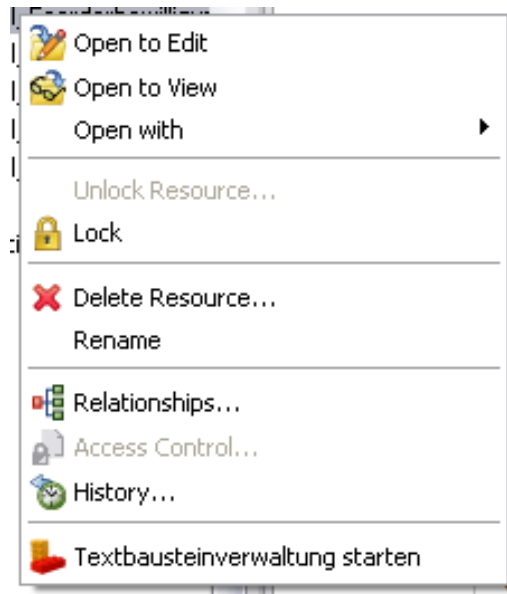 Open to Edit
Open to View
Open with
Unlock Resource...
Lock
Delete Resource...
Rename
Relationships...
Access Control...
History...
Textbausteinverwaltung starten